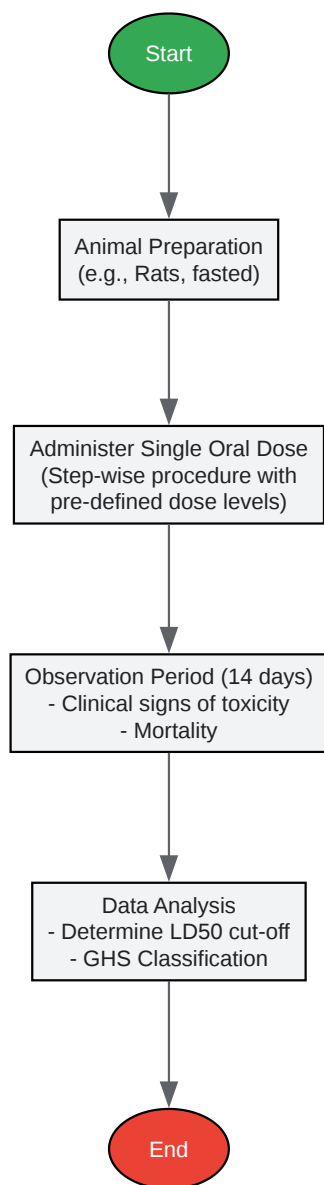 Start
Animal Preparation
(e.g., Rats, fasted)
Administer Single Oral Dose
(Step-wise procedure with
pre-defined dose levels)
Observation Period (14 days)
- Clinical signs of toxicity
- Mortality
Data Analysis
- Determine LD50 cut-off
- GHS Classification
End